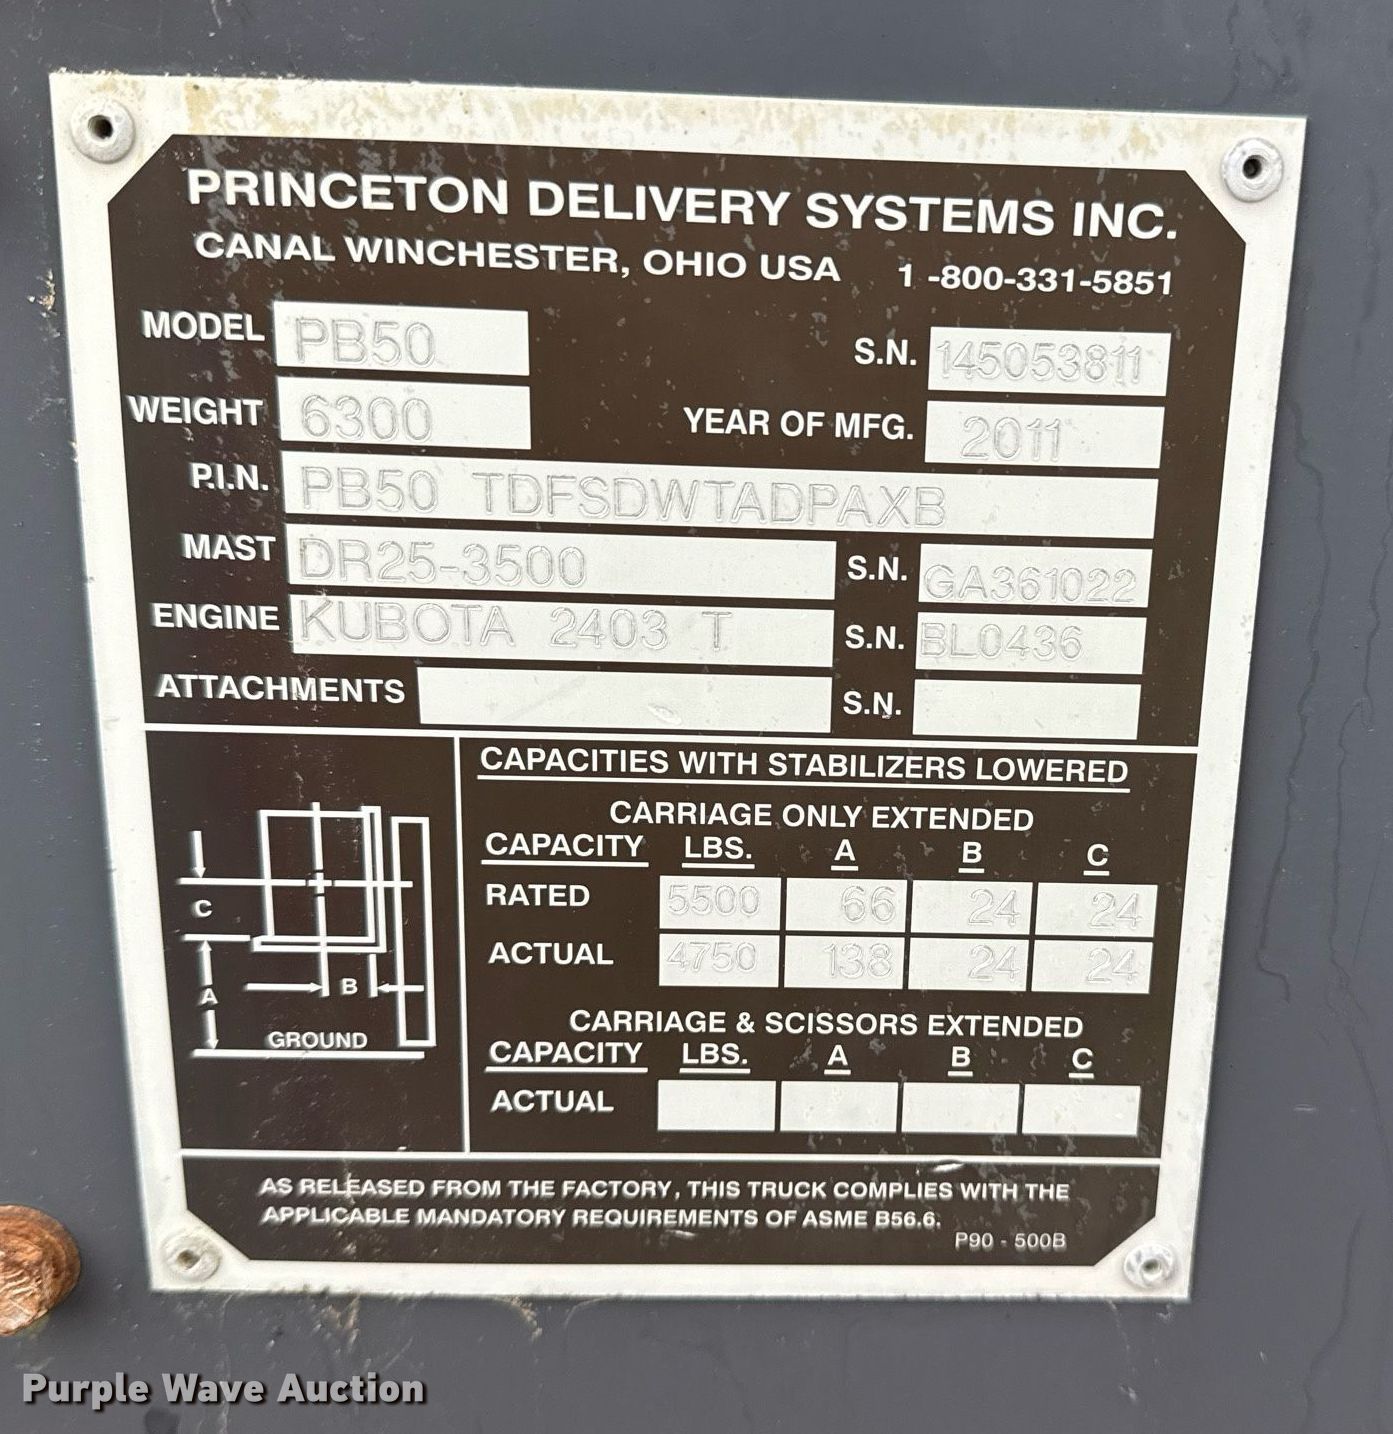 PRINCETON DELIVERY SYSTEMS INC.
CANAL WINCHESTER, OHIO USA 1 -800-331-5851
MODEL PB50 S.N. 145053811
WEIGHT 6300 YEAR OF MFG. 2011
P.I.N. PB50 TDFSDWTADPAXB
MAST DR25-3500 S.N. GA361022
ENGINE KUBOTA 2403 T S.N. BL0436
ATTACHMENTS S.N.
CAPACITIES WITH STABILIZERS LOWERED
CARRIAGE ONLY EXTENDED
CAPACITY LBS. A B C
RATED 5500 66 24 24
ACTUAL 4750 138 24 24
C
A
B
GROUND
CARRIAGE & SCISSORS EXTENDED
CAPACITY LBS. A B C
ACTUAL
AS RELEASED FROM THE FACTORY, THIS TRUCK COMPLIES WITH THE
APPLICABLE MANDATORY REQUIREMENTS OF ASME B56.6.
P90 - 500B
Purple Wave Auction